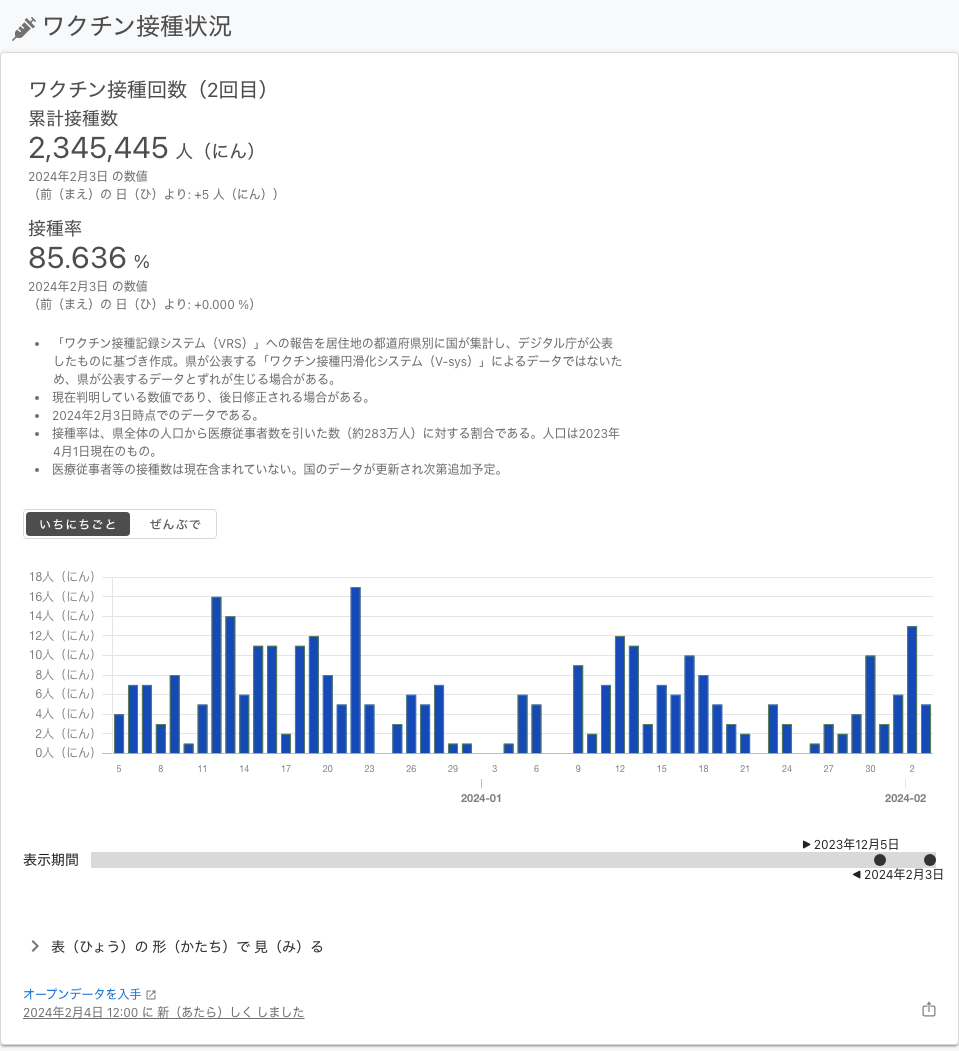 ワクチン接種状況
ワクチン接種回数（2回目）
累計接種数
2,345,445 人（にん）
2024年2月3日 の数値
（前（まえ）の 日（ひ）より: +5 人（にん））
接種率
85.636 %
2024年2月3日 の数値
（前（まえ）の 日（ひ）より: +0.000 %）
• 「ワクチン接種記録システム（VRS）」への報告を居住地の都道府県別に国が集計し、デジタル庁が公表
したものに基づき作成。県が公表する「ワクチン接種円滑化システム（V-sys）」によるデータではないた
め、県が公表するデータとずれが生じる場合がある。
• 現在判明している数値であり、後日修正される場合がある。
• 2024年2月3日時点でのデータである。
• 接種率は、県全体の人口から医療従事者数を引いた数（約283万人）に対する割合である。人口は2023年
4月1日現在のもの。
• 医療従事者等の接種数は現在含まれていない。国のデータが更新され次第追加予定。
いちにちごと ぜんぶで
18人（にん）
16人（にん）
14人（にん）
12人（にん）
10人（にん）
8人（にん）
6人（にん）
4人（にん）
2人（にん）
0人（にん）
5 8 11 14 17 20 23 26 29 3 6 9 12 15 18 21 24 27 30 2
2024-01 2024-02
▶ 2023年12月5日
表示期間
◀ 2024年2月3日
表（ひょう）の 形（かたち）で 見（み）る
オープンデータを入手
2024年2月4日 12:00 に 新（あたら）しく しました